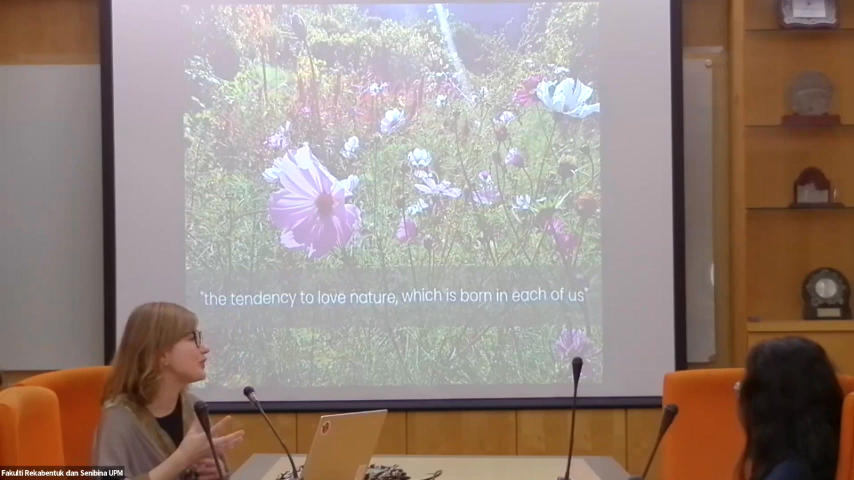 "the tendency to love nature, which is born in each of us"
Fakulti Rekabentuk dan Senibina UPM